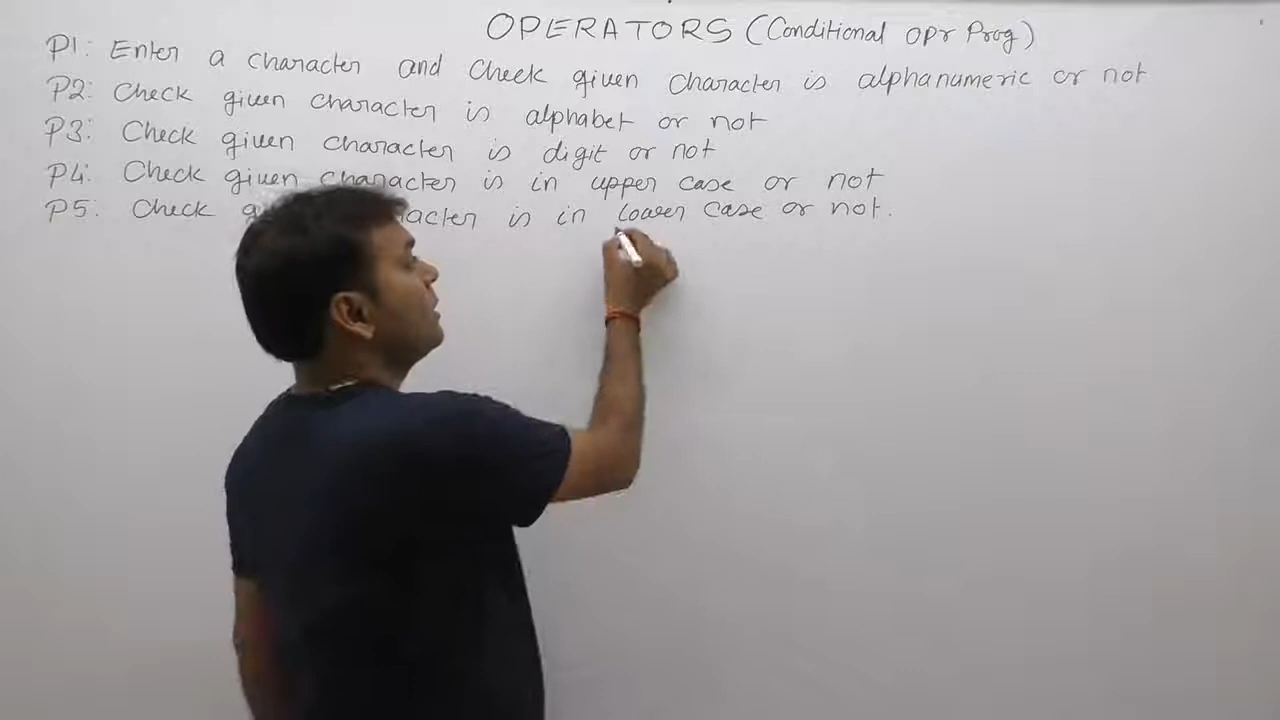 OPERATORS (Conditional opr Prog)
P1: Enter a character and Check given character is alphanumeric or not
P2: Check given character is alphabet or not
P3: Check given character is digit or not
P4: Check given character is in upper case or not
P5: Check is in lower case or not.